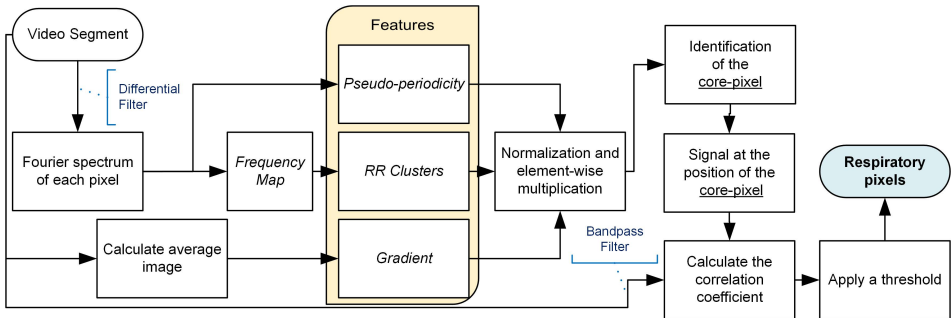 Video Segment
Differential
Filter
Fourier spectrum
of each pixel
Frequency
Map
Calculate average
image
Features
Pseudo-periodicity
RR Clusters
Gradient
Normalization and
element-wise
multiplication
Bandpass
Filter
Identification
of the
core-pixel
Signal at the
position of the
core-pixel
Calculate the
correlation
coefficient
Apply a threshold
Respiratory
pixels